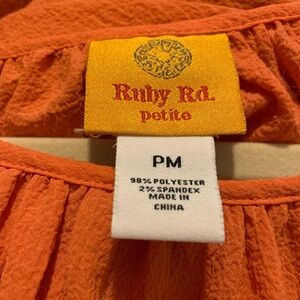 Ruby Rd.
petite
PM
98% POLYESTER
2% SPANDEX
MADE IN
CHINA